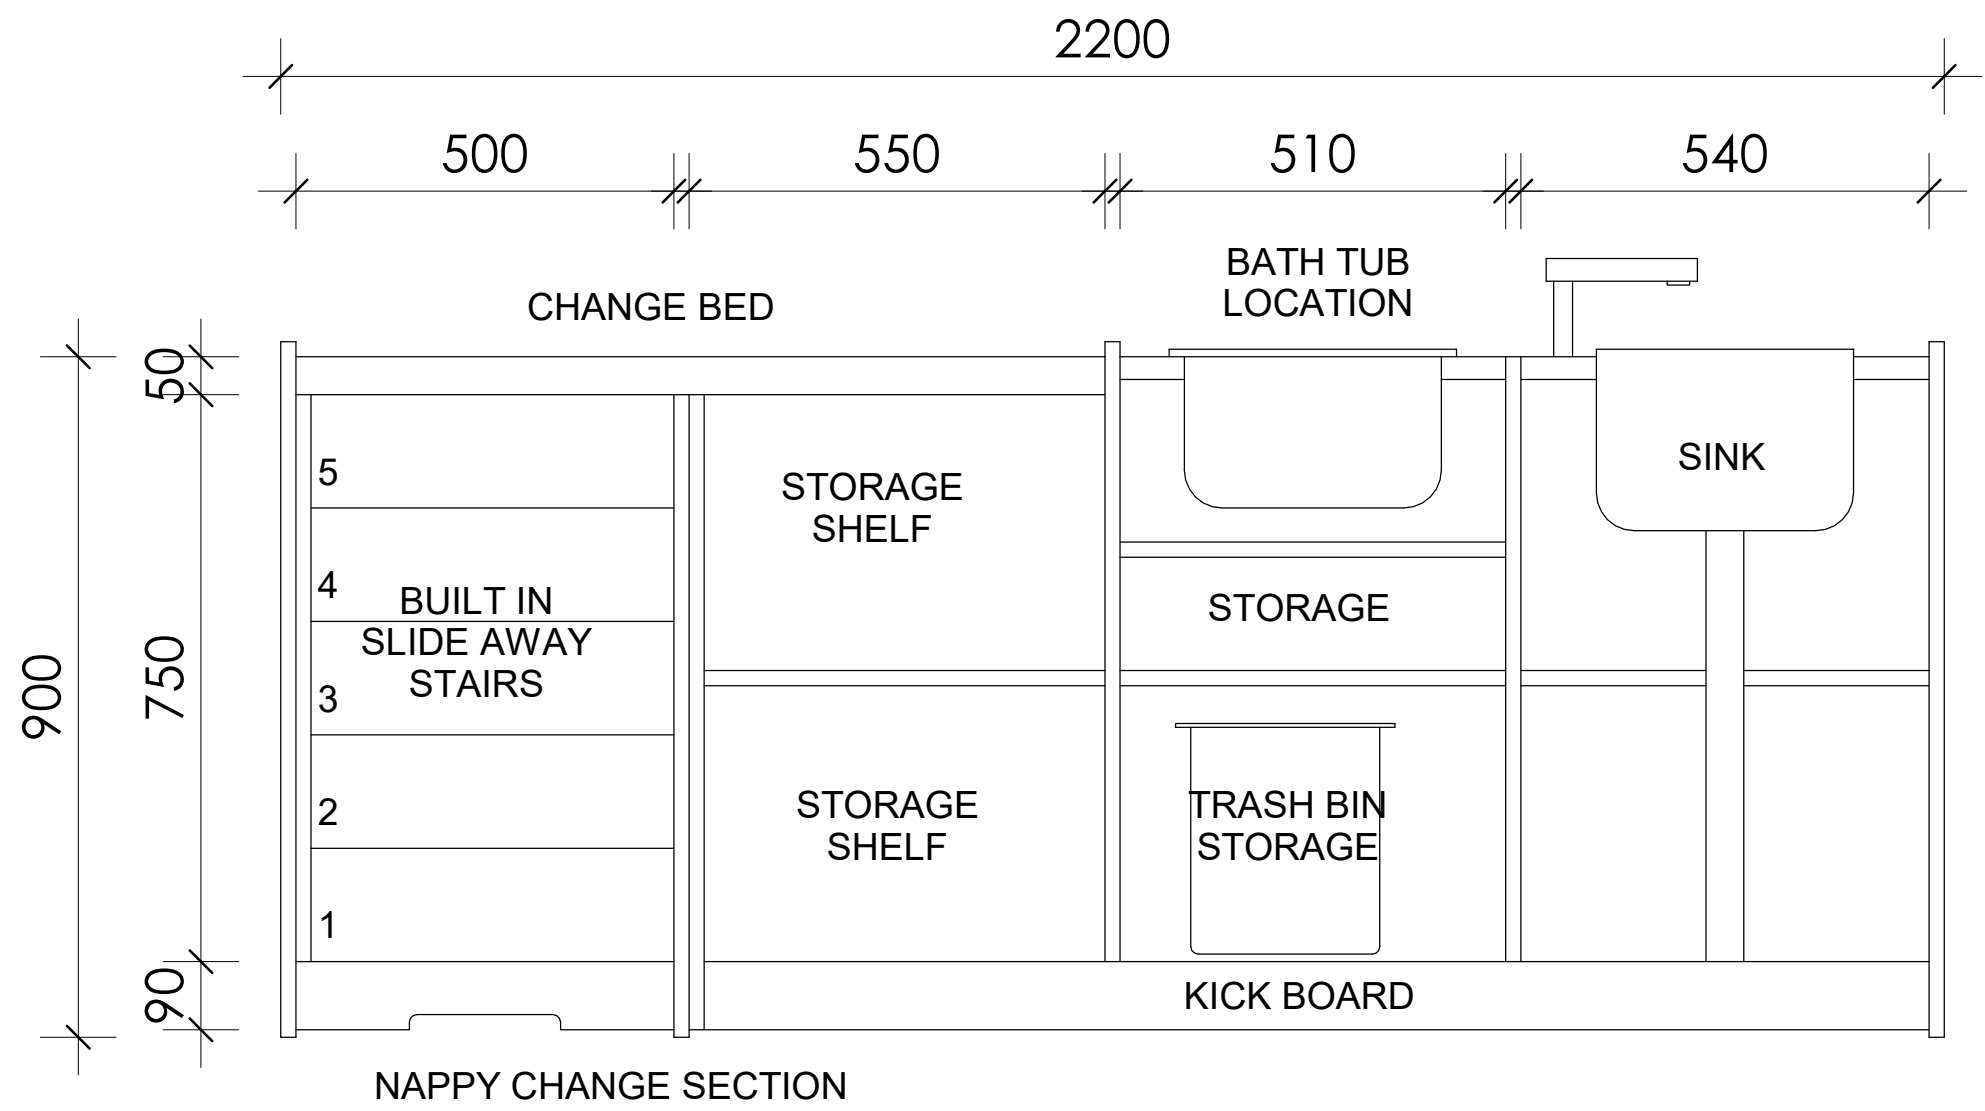 2200
500
550
510
540
CHANGE BED
BATH TUB
LOCATION
50
750
900
90
5
4
3
2
1
BUILT IN
SLIDE AWAY
STAIRS
STORAGE
SHELF
STORAGE
SHELF
STORAGE
TRASH BIN
STORAGE
SINK
KICK BOARD
NAPPY CHANGE SECTION